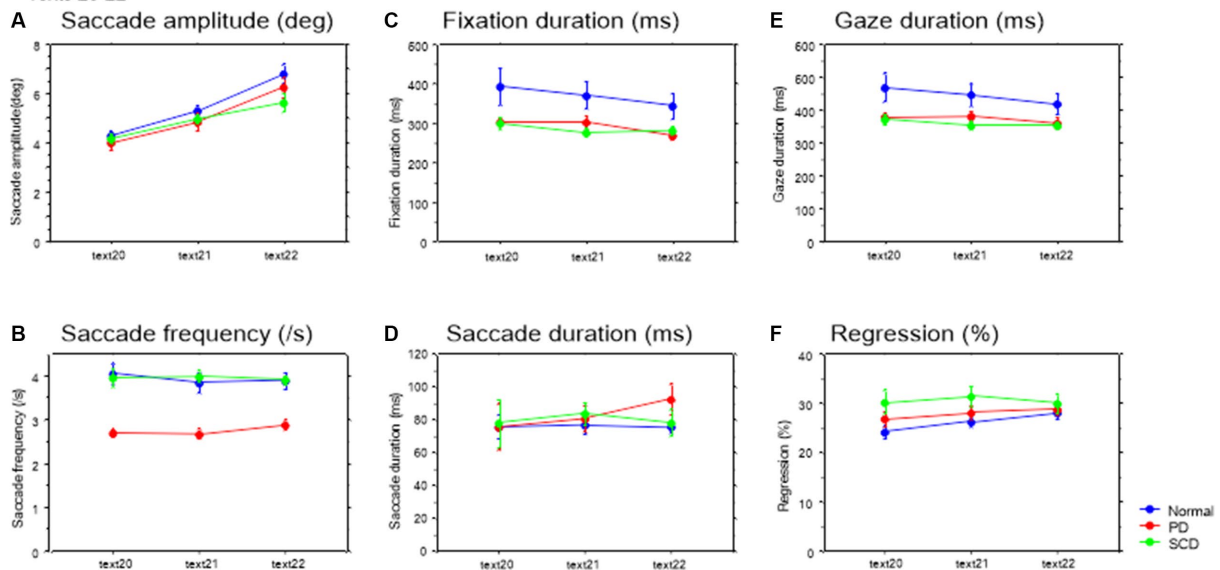 A Saccade amplitude (deg)
Saccade amplitude(deg)
8
6
4
2
0
text20 text21 text22
C Fixation duration (ms)
Fixation duration (ms)
600
400
300
200
0
text20 text21 text22
E Gaze duration (ms)
Gaze duration (ms)
600
500
400
300
200
100
0
text20 text21 text22
B Saccade frequency (/s)
Saccade frequency (/s)
4
3
2
1
0
text20 text21 text22
D Saccade duration (ms)
Saccade duration (ms)
120
100
80
60
40
20
0
text20 text21 text22
F Regression (%)
Regression (%)
40
30
20
10
0
text20 text21 text22
Normal
PD
SCD